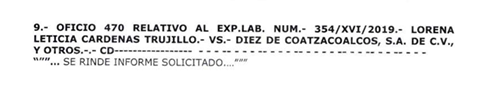 9.- OFICIO 470 RELATIVO AL EXP.LAB. NUM.- 354/XVI/2019.- LORENA
LETICIA CARDENAS TRUJILLO.- VS.- DIEZ DE COATZACOALCOS, S.A. DE C.V.,
Y OTROS.-.- CD----------------- - -- -- -- -- -- - -- -- -- -- -- -- - -- -- -- --
“””... SE RINDE INFORME SOLICITADO....”””